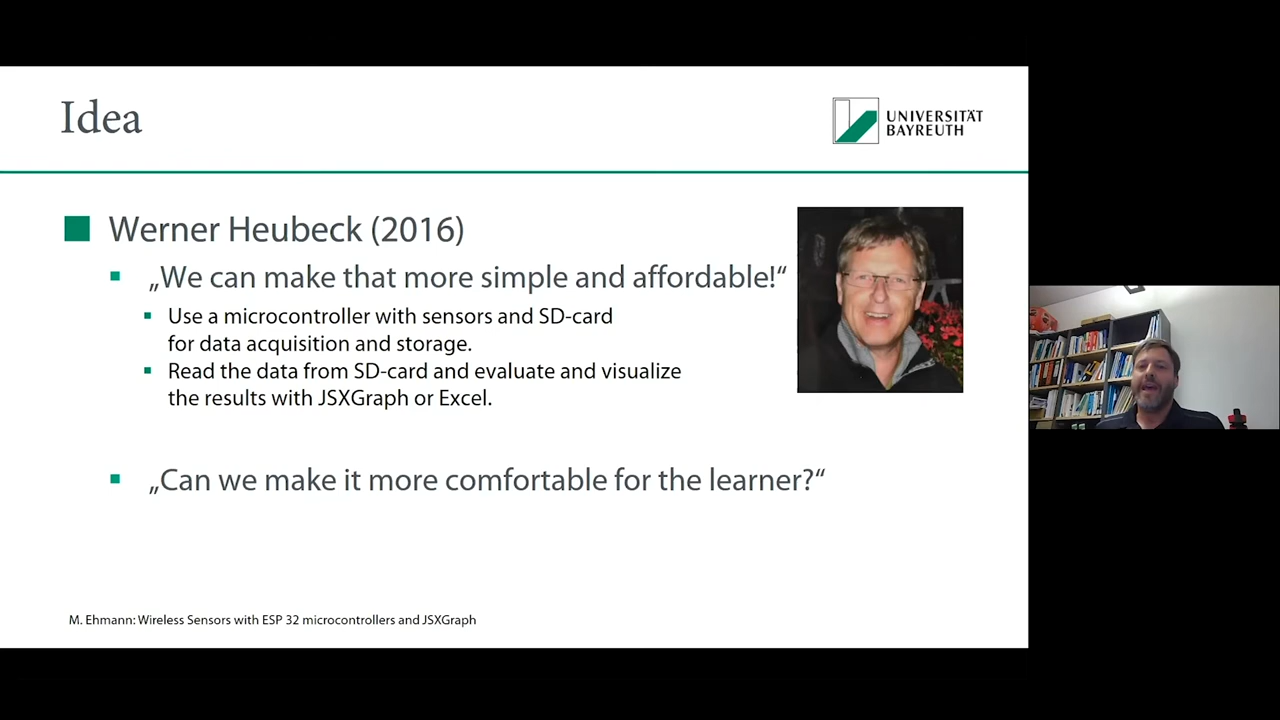 Idea
UNIVERSITÄT
BAYREUTH
Werner Heubeck (2016)
„We can make that more simple and affordable!“
Use a microcontroller with sensors and SD-card
for data acquisition and storage.
Read the data from SD-card and evaluate and visualize
the results with JSXGraph or Excel.
„Can we make it more comfortable for the learner?“
M. Ehmann: Wireless Sensors with ESP 32 microcontrollers and JSXGraph